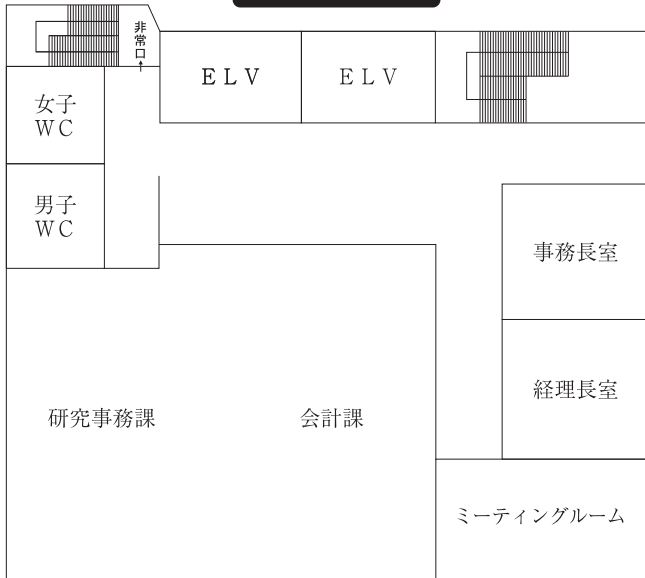 非常口↑
ELV
ELV
女子
WC
男子
WC
事務長室
経理長室
研究事務課
会計課
ミーティングルーム